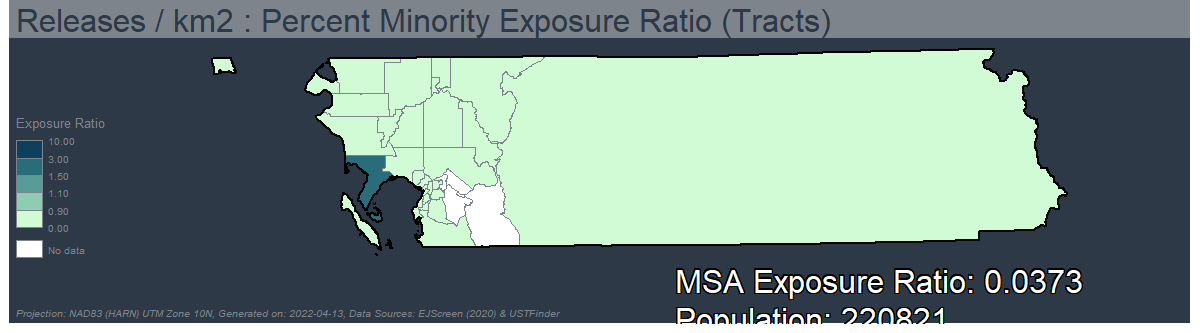 Releases / km2 : Percent Minority Exposure Ratio (Tracts)
Exposure Ratio
10.00
3.00
1.50
1.10
0.90
0.00
No data
MSA Exposure Ratio: 0.0373
Population: 220821
Projection: NAD83 (HARN) UTM Zone 10N, Generated on: 2022-04-13, Data Sources: EJScreen (2020) & USTFinder